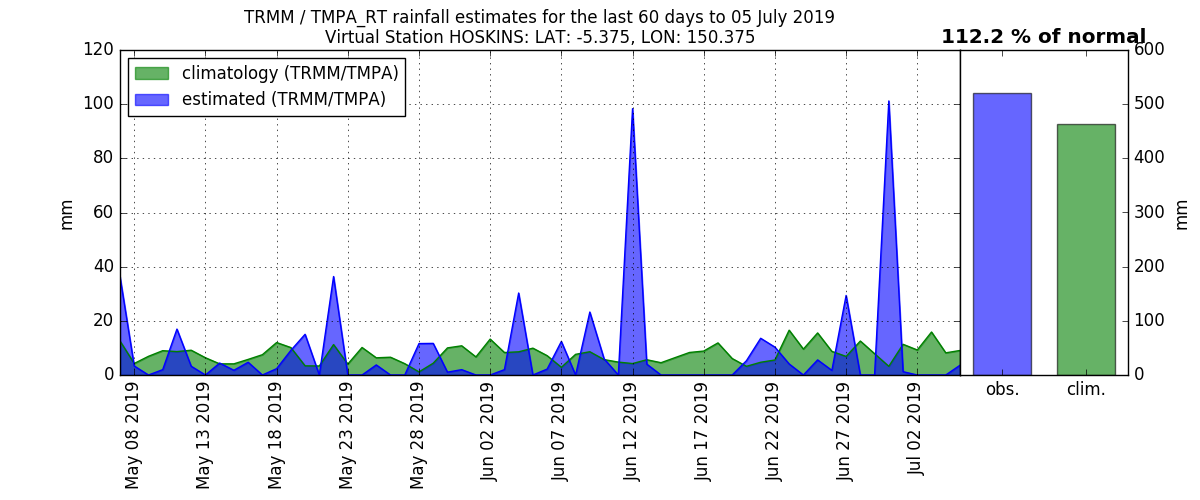 TRMM / TMPA_RT rainfall estimates for the last 60 days to 05 July 2019
Virtual Station HOSKINS: LAT: -5.375, LON: 150.375
112.2 % of normal
climatology (TRMM/TMPA)
estimated (TRMM/TMPA)
120
100
80
60
40
20
0
mm
May 08 2019
May 13 2019
May 18 2019
May 23 2019
May 28 2019
Jun 02 2019
Jun 07 2019
Jun 12 2019
Jun 17 2019
Jun 22 2019
Jun 27 2019
Jul 02 2019
600
500
400
300
200
100
0
mm
obs.
clim.